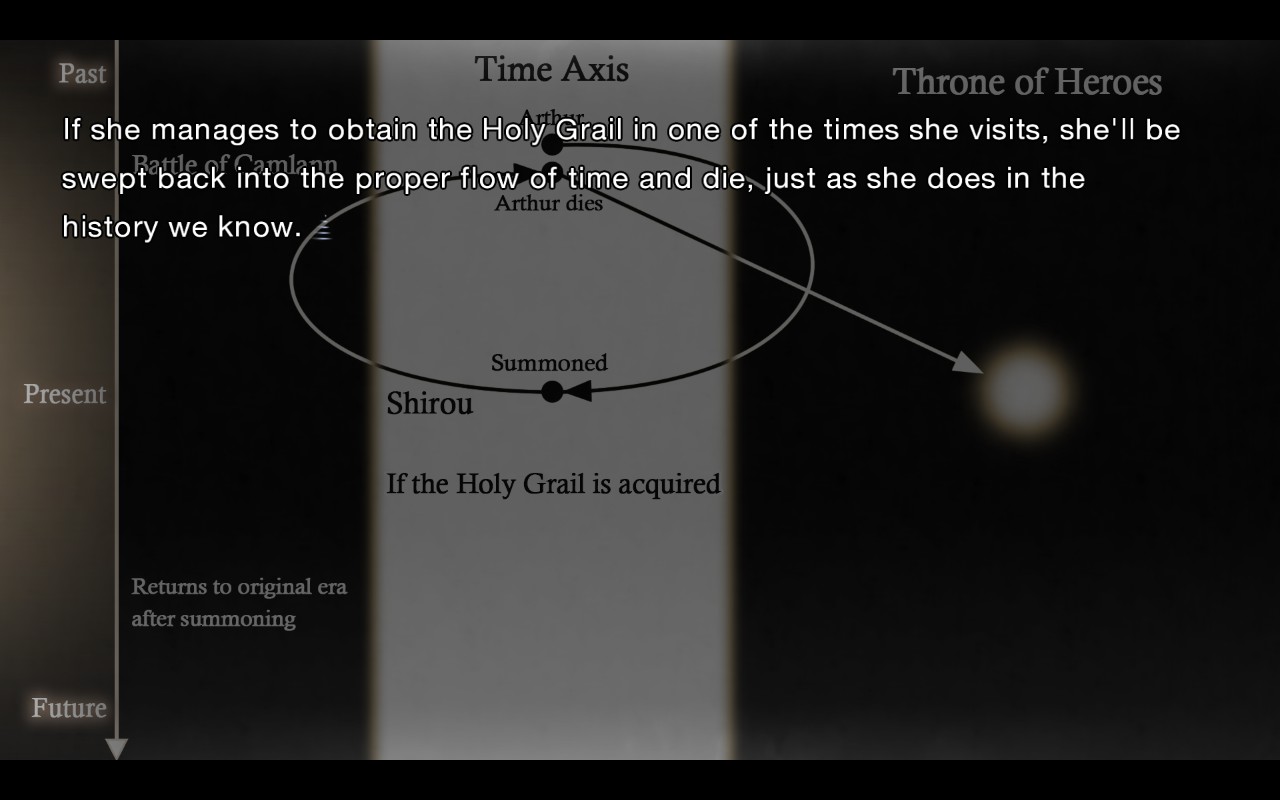 Past
Time Axis
Throne of Heroes
Arthur
If she manages to obtain the Holy Grail in one of the times she visits, she'll be
Battle of Camlann
swept back into the proper flow of time and die, just as she does in the
Arthur dies
history we know.
Summoned
Present
Shirou
If the Holy Grail is acquired
Returns to original era
after summoning
Future